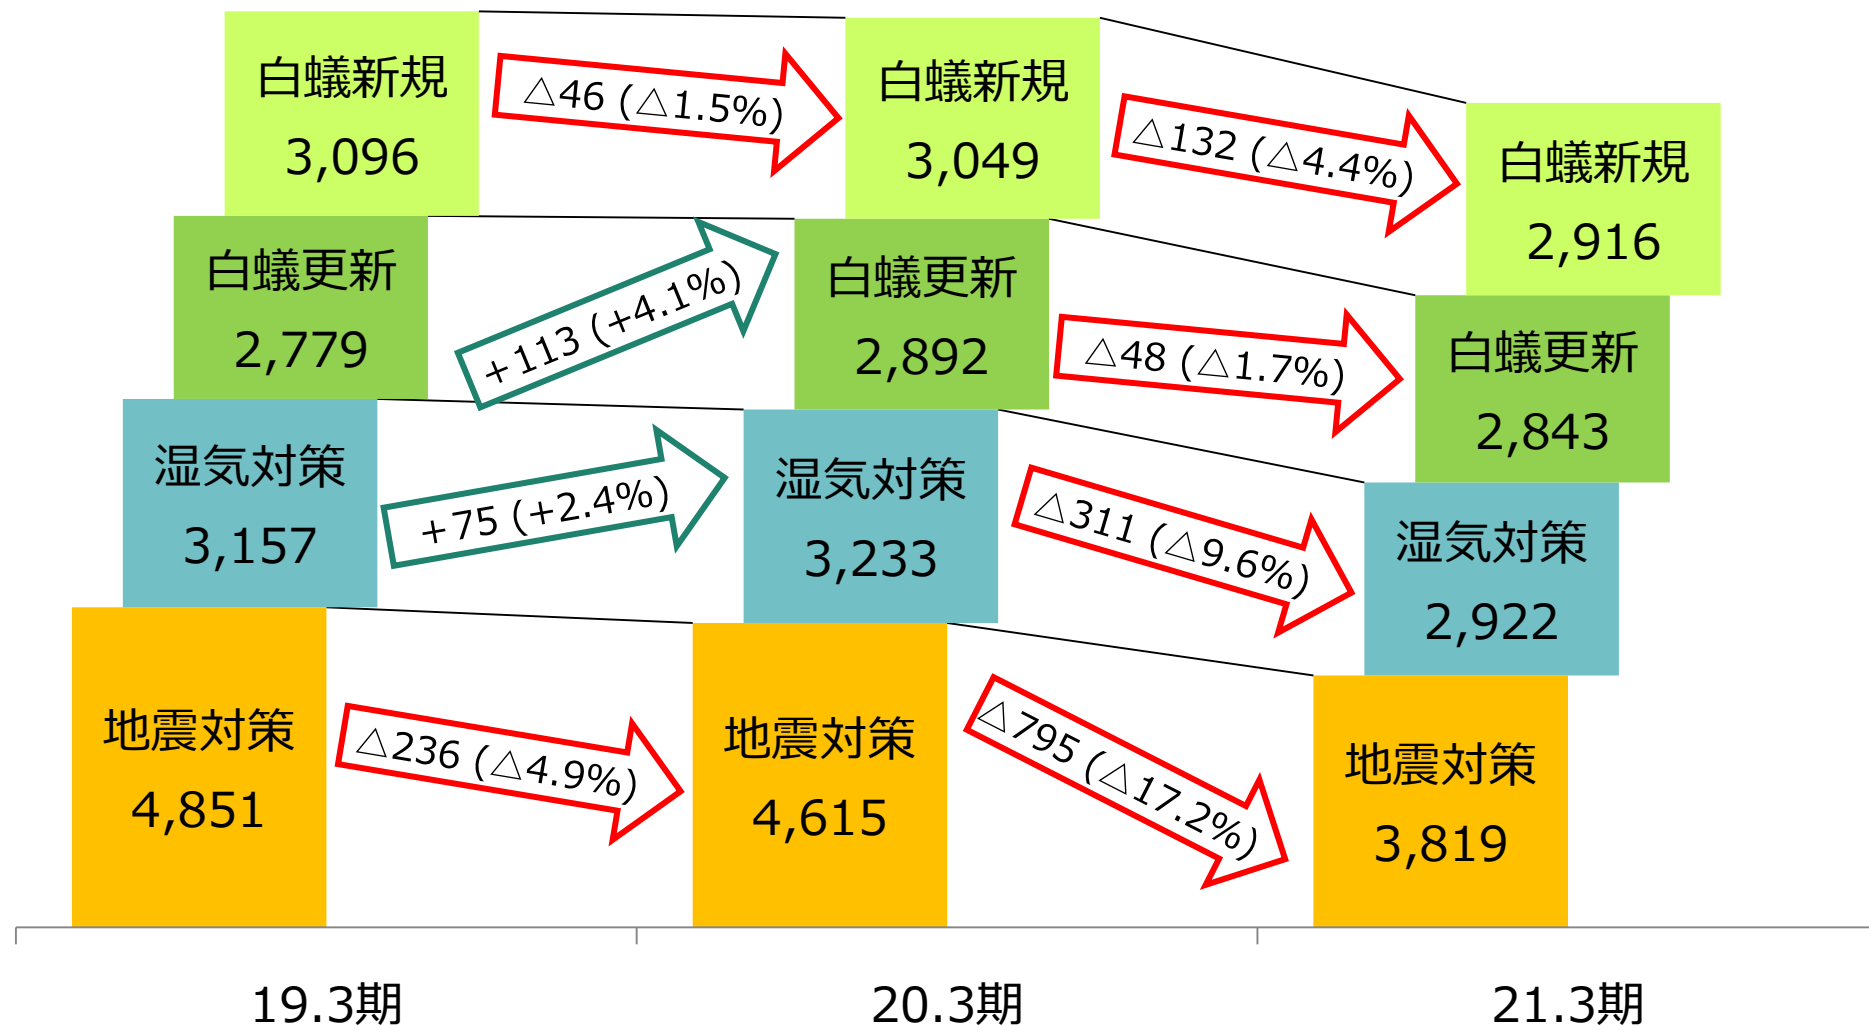 白蟻新規
3,096
△46 (△1.5%)
白蟻新規
3,049
△132 (△4.4%)
白蟻新規
2,916
白蟻更新
2,779
+113 (+4.1%)
白蟻更新
2,892
△48 (△1.7%)
白蟻更新
2,843
湿気対策
3,157
+75 (+2.4%)
湿気対策
3,233
△311 (△9.6%)
湿気対策
2,922
地震対策
4,851
△236 (△4.9%)
地震対策
4,615
△795 (△17.2%)
地震対策
3,819
19.3期
20.3期
21.3期